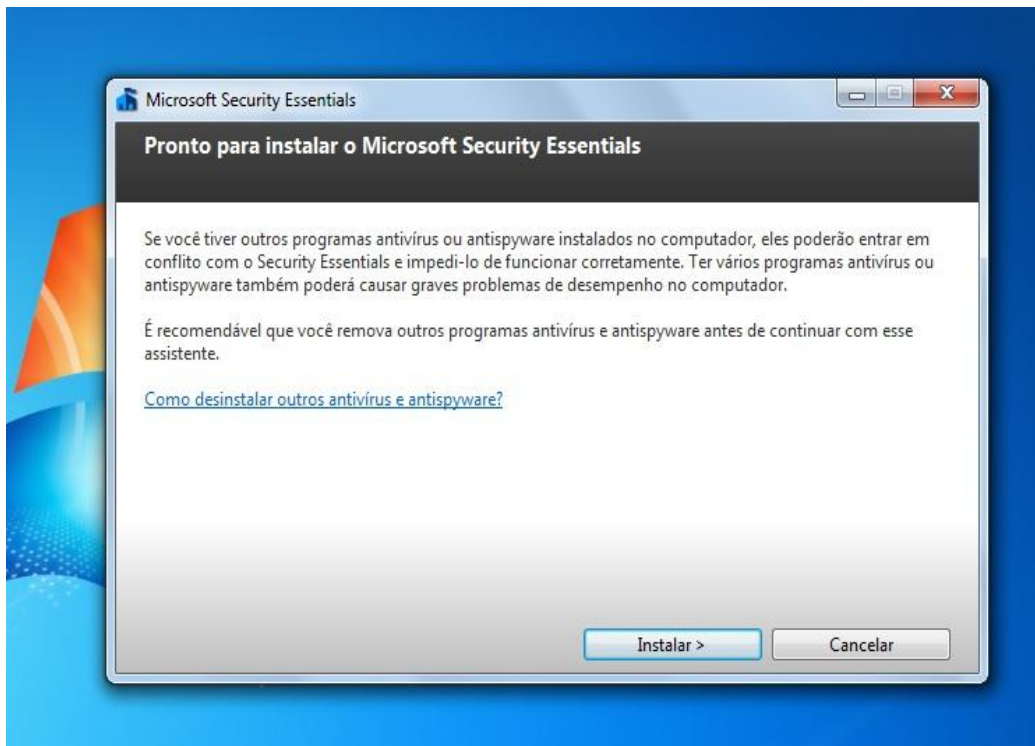 Microsoft Security Essentials
Pronto para instalar o Microsoft Security Essentials
Se você tiver outros programas antivírus ou antispyware instalados no computador, eles poderão entrar em
conflito com o Security Essentials e impedi-lo de funcionar corretamente. Ter vários programas antivírus ou
antispyware também poderá causar graves problemas de desempenho no computador.
É recomendável que você remova outros programas antivírus e antispyware antes de continuar com esse
assistente.
Como desinstalar outros antivírus e antispyware?
Instalar > Cancelar